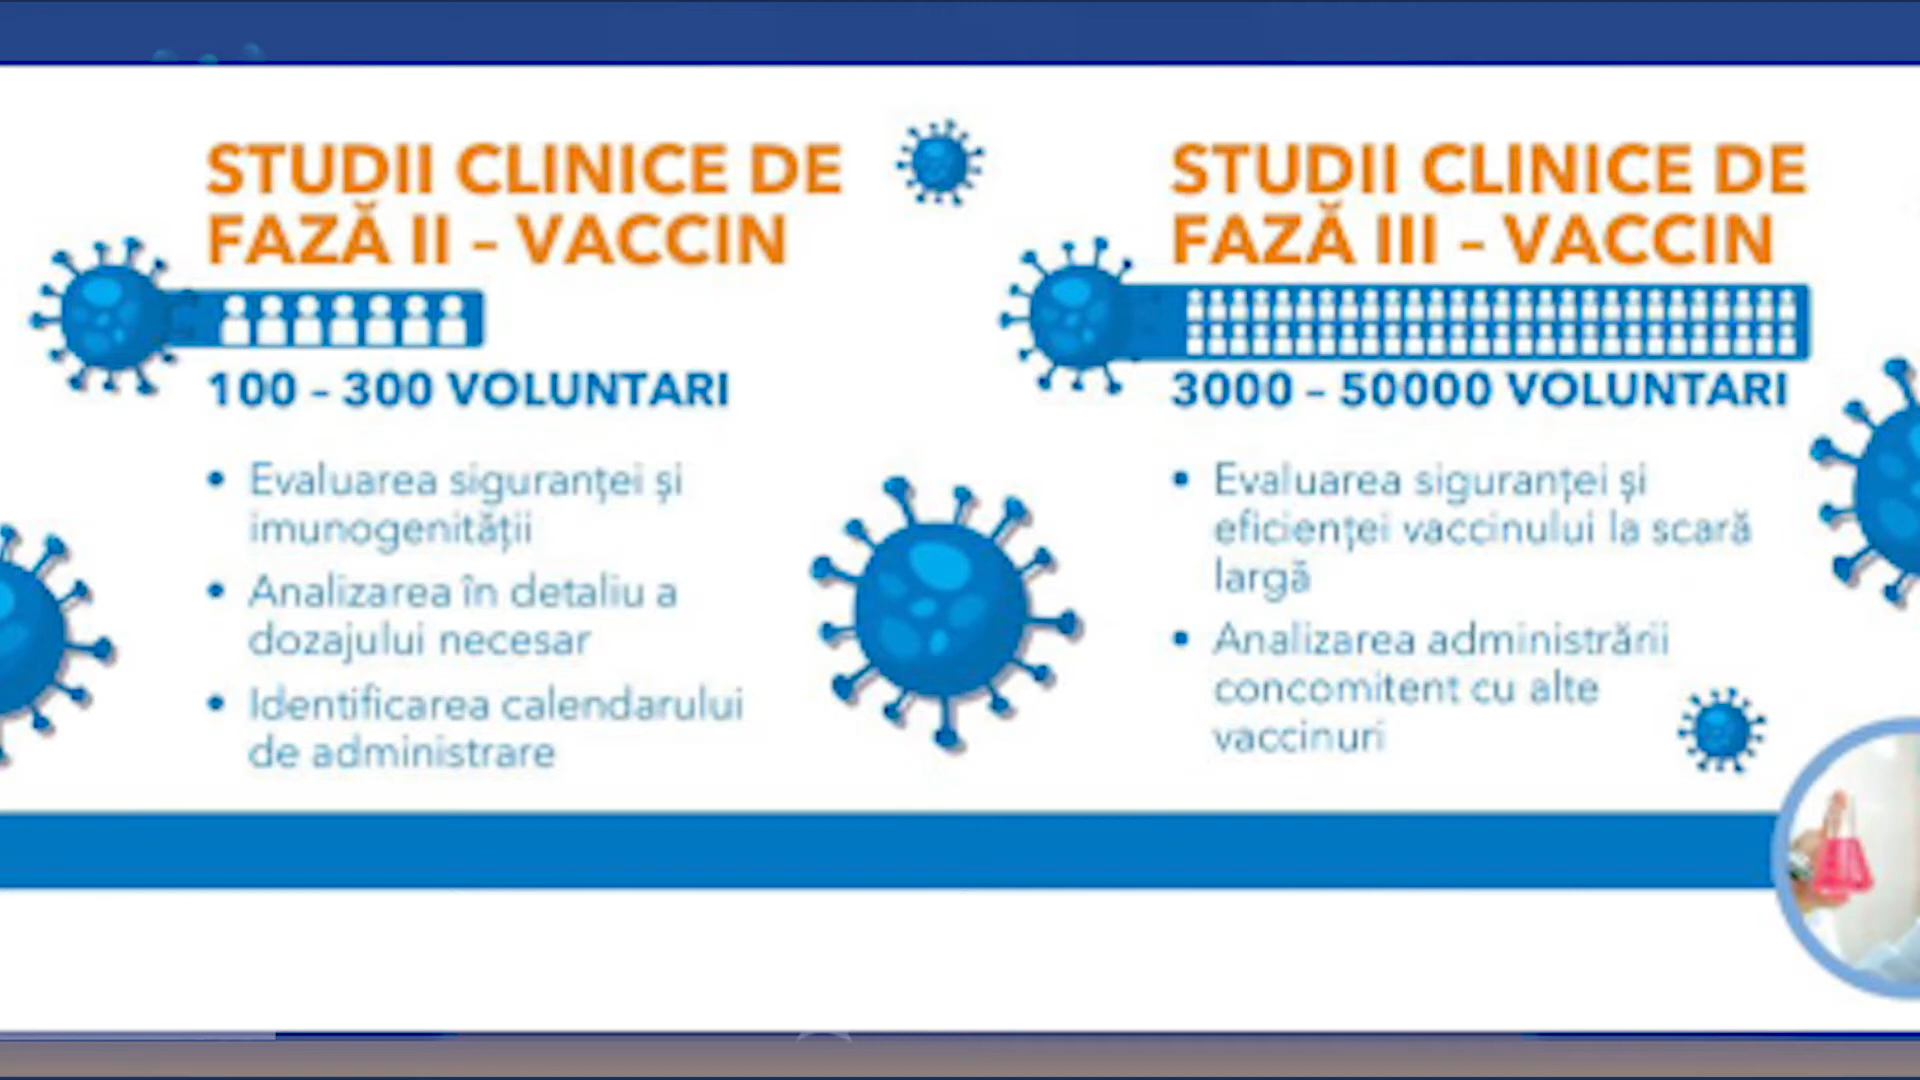 STUDII CLINICE DE
FAZĂ II – VACCIN
100 – 300 VOLUNTARI
• Evaluarea siguranței și
imunogenității
• Analizarea în detaliu a
dozajului necesar
• Identificarea calendarului
de administrare
STUDII CLINICE DE
FAZĂ III – VACCIN
3000 – 50000 VOLUNTARI
• Evaluarea siguranței și
eficienței vaccinului la scară
largă
• Analizarea administrării
concomitent cu alte
vaccinuri